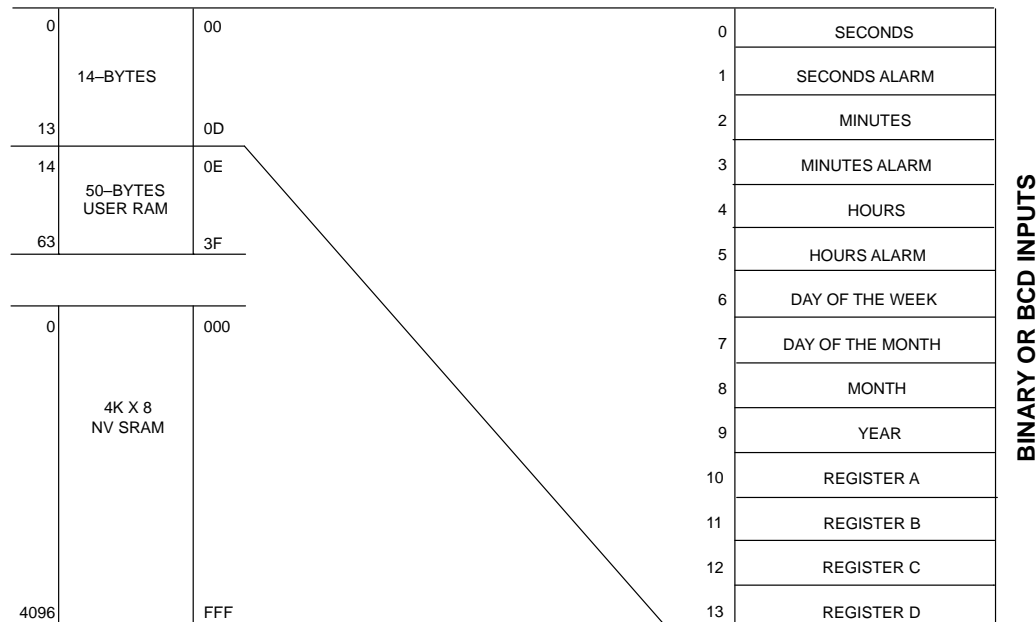 0
00
14–BYTES
13
0D
14
0E
50–BYTES
USER RAM
63
3F
0
000
4K X 8
NV SRAM
4096
FFF
0 SECONDS
1 SECONDS ALARM
2 MINUTES
3 MINUTES ALARM
4 HOURS
5 HOURS ALARM
6 DAY OF THE WEEK
7 DAY OF THE MONTH
8 MONTH
9 YEAR
10 REGISTER A
11 REGISTER B
12 REGISTER C
13 REGISTER D
BINARY OR BCD INPUTS